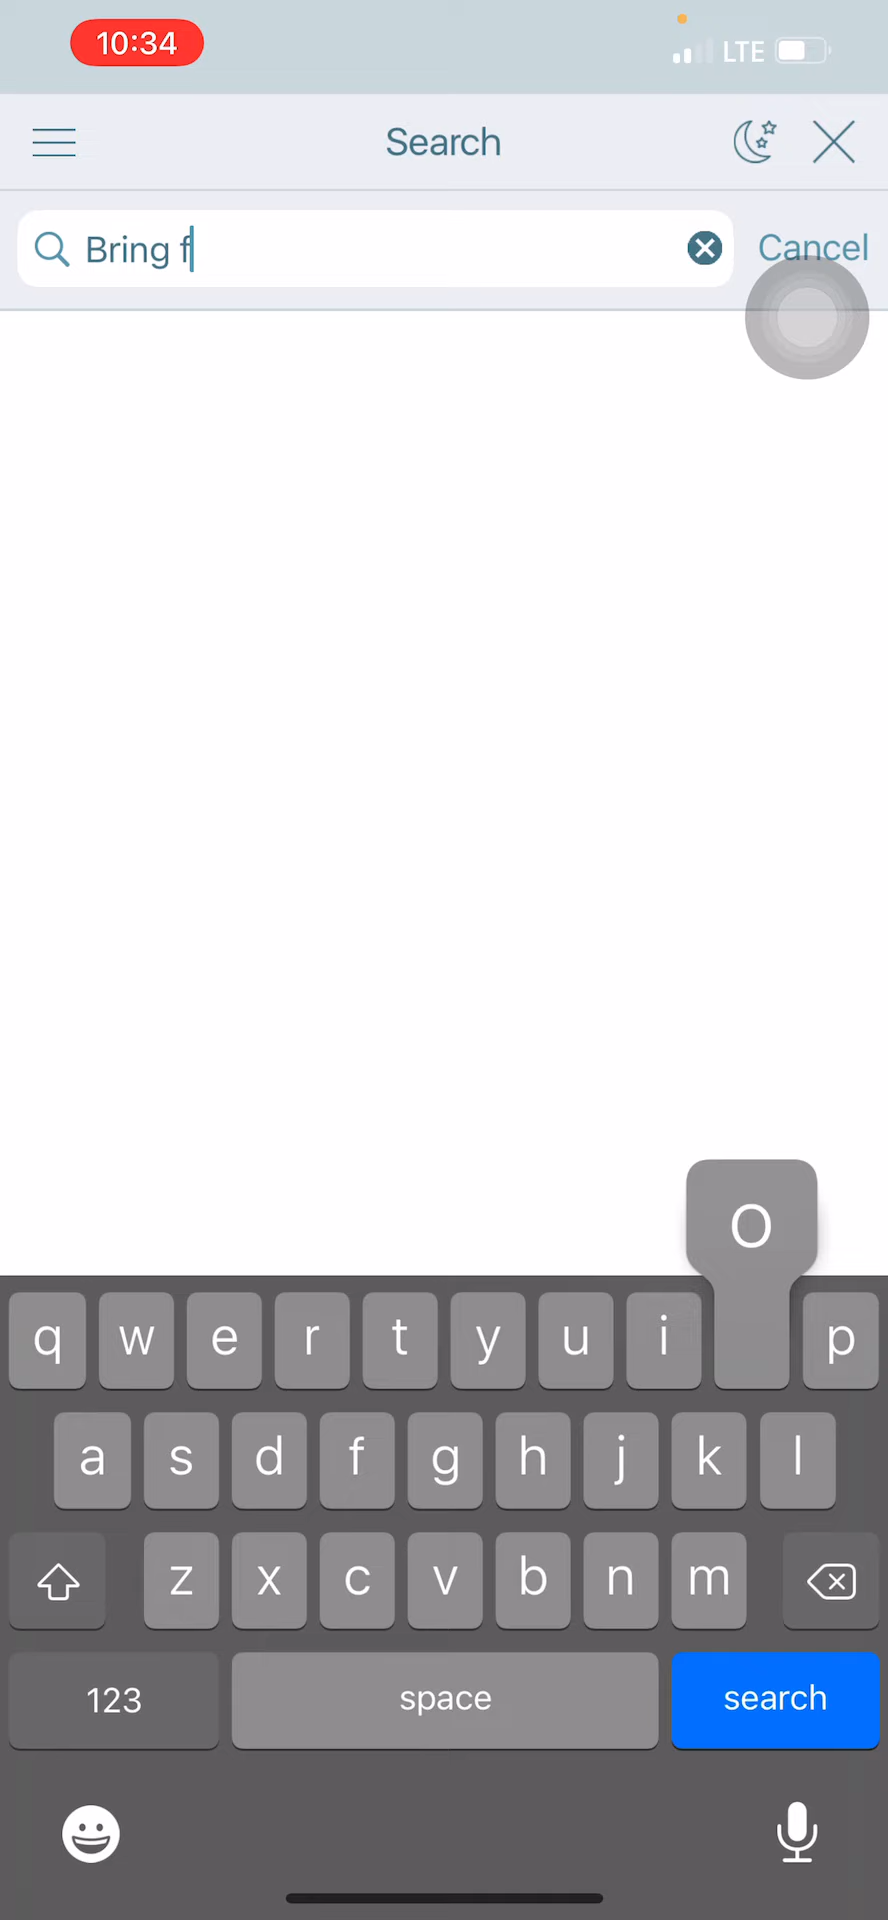 10:34
LTE
Search
Bring f
Cancel
O
q w e r t y u i p
a s d f g h j k l
z x c v b n m
123 space search